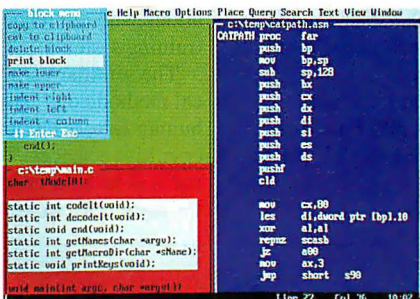 block menu
e Help Macro Options Place Query Search Text View Window
copy to clipboard
cut to clipboard
delete block
print block
make lower
make upper
indent right
indent left
indent + column
if Enter Esc
end();
}
c:\temp\main.c
static int codeIt(void);
static int decodeIt(void);
static void end(void);
static int getNames(char *argv);
static int getMacroDir(char *sName);
static void printKeys(void);
void main(int argc, char *argv[])
c:\temp\catpath.asm
CATPATH proc far
push bp
mov bp,sp
sub sp,128
push bx
push cx
push dx
push di
push si
push es
push ds
pushf
cld
mov cx,80
les di,dword ptr [bp].10
xor al,al
repnz scasb
jz a00
mov ax,3
jmp short s90
Line 22 Col 36 10:02